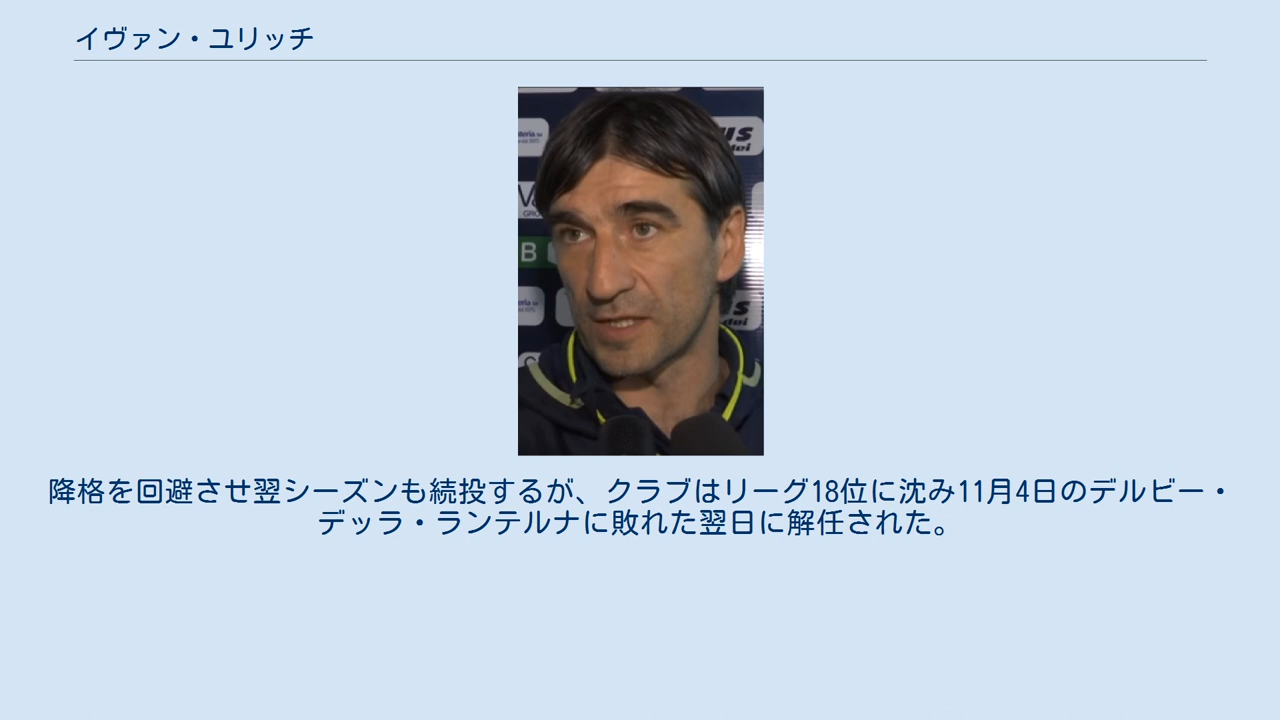 イヴァン・ユリッチ
B
降格を回避させ翌シーズンも続投するが、クラブはリーグ18位に沈み11月4日のデルビー・
デッラ・ランテルナに敗れた翌日に解任された。